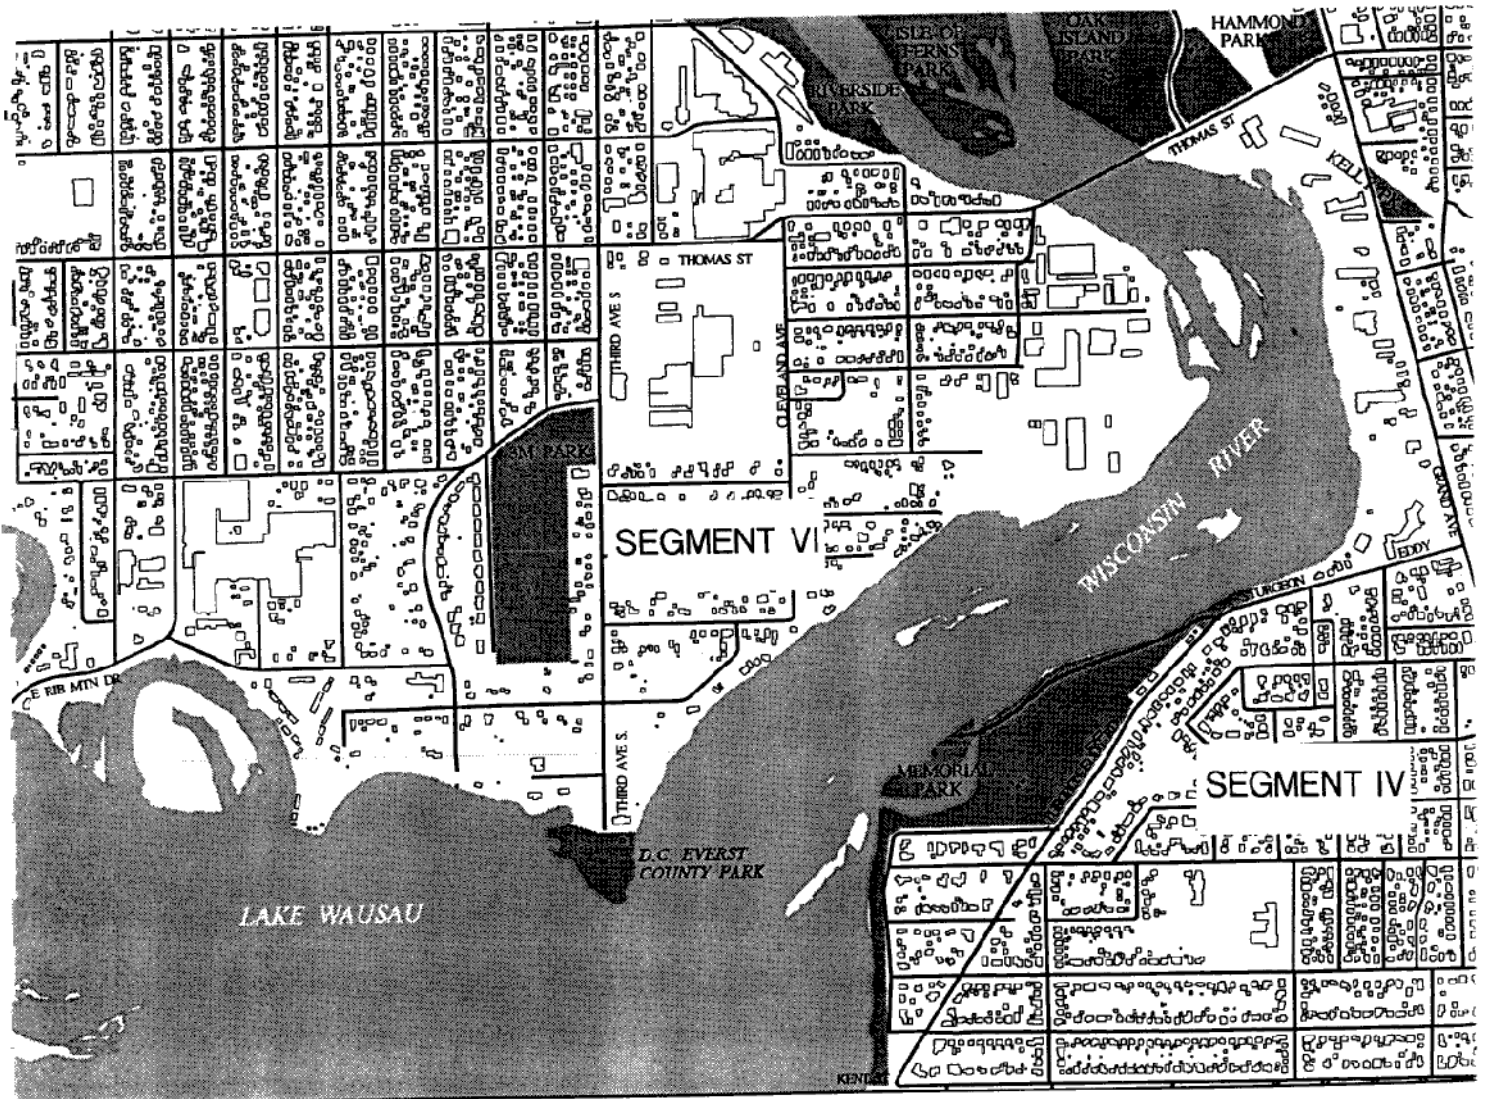 ISLE OF
FERNS
PARK
OAK
ISLAND
PARK
HAMMOND
PARK
RIVERSIDE
PARK
THOMAS ST
THOMAS ST
THIRD AVE S
CLEVELAND AVE
3M PARK
WISCONSIN RIVER
GRAND AVE
SEGMENT VI
EDDY
STURGEON
E RIB MTN DR
THIRD AVE S.
MEMORIAL
PARK
SEGMENT IV
D.C. EVERST
COUNTY PARK
LAKE WAUSAU